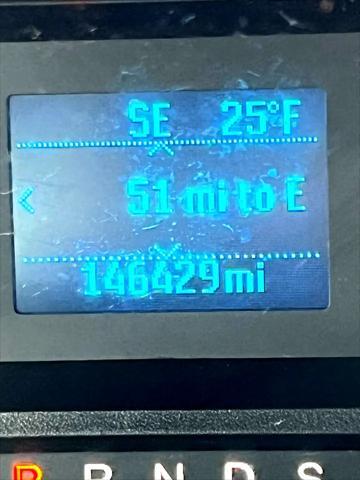 SE 25°F
51 mi to E
146429mi
P R N D S